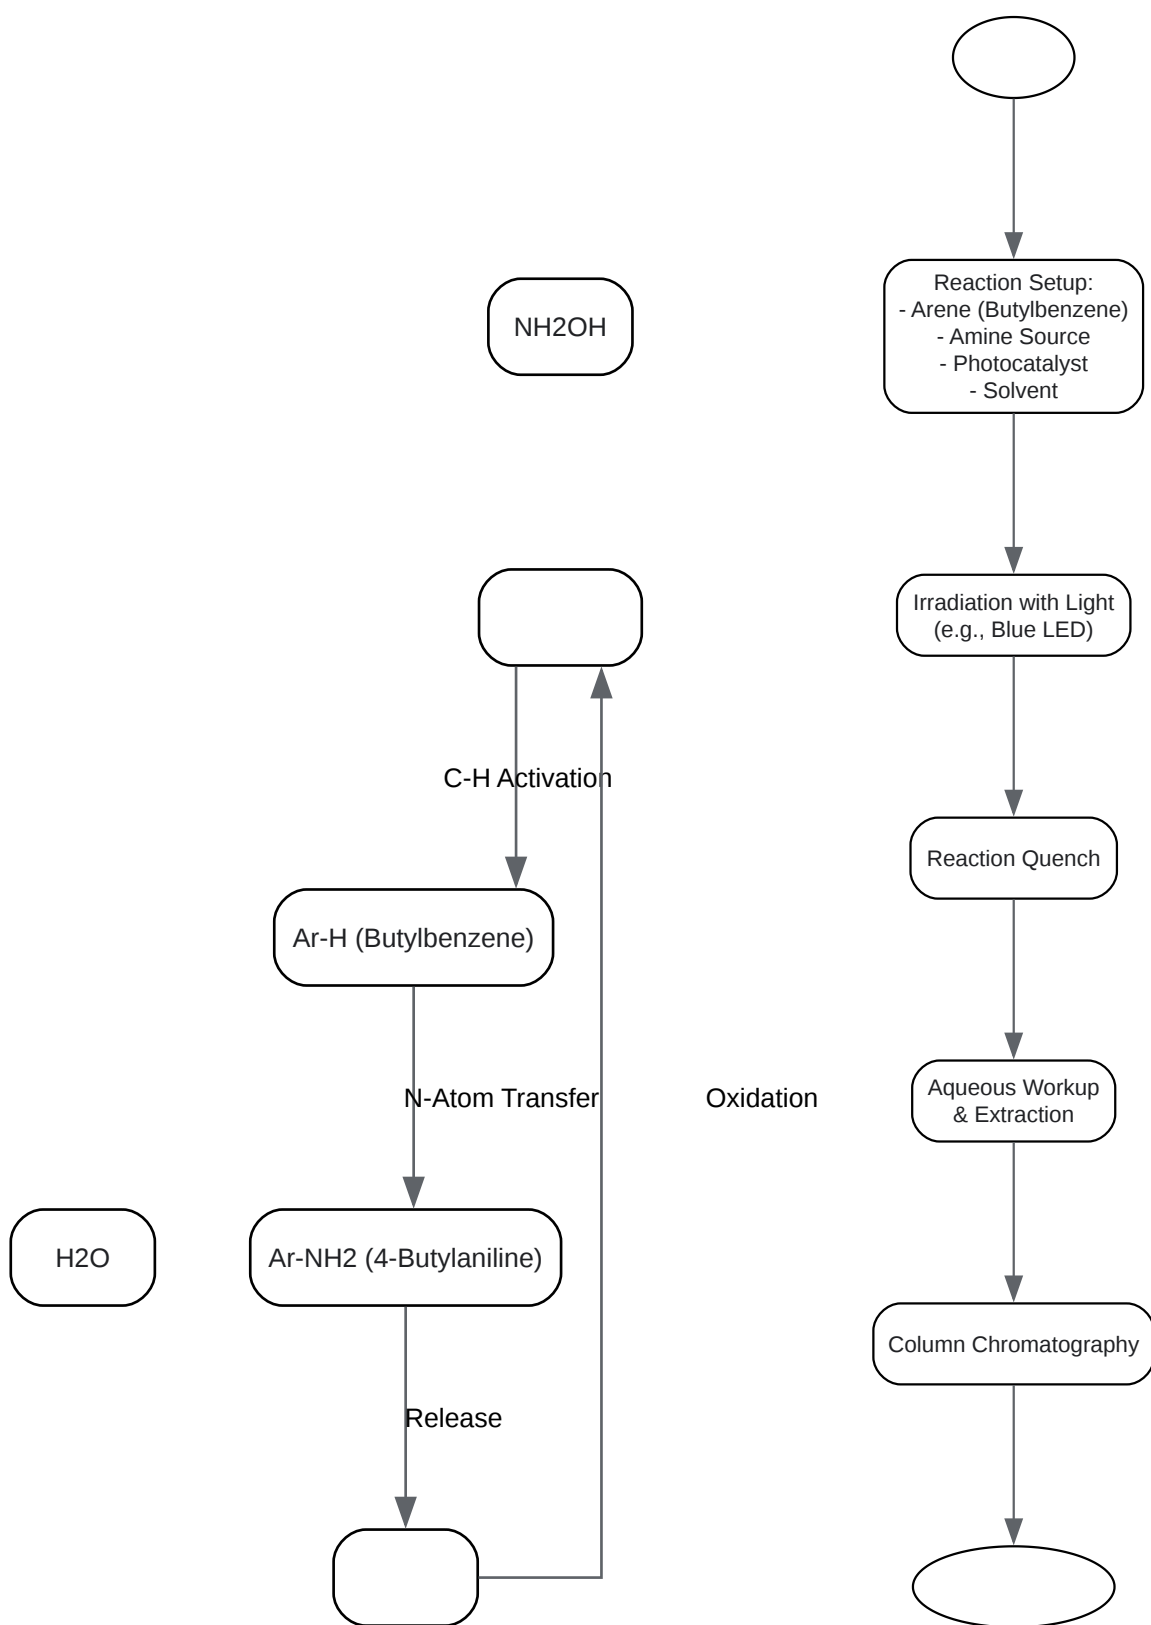 NH2OH
C-H Activation
Ar-H (Butylbenzene)
N-Atom Transfer
Oxidation
H2O
Ar-NH2 (4-Butylaniline)
Release
Reaction Setup:
- Arene (Butylbenzene)
- Amine Source
- Photocatalyst
- Solvent
Irradiation with Light
(e.g., Blue LED)
Reaction Quench
Aqueous Workup
& Extraction
Column Chromatography